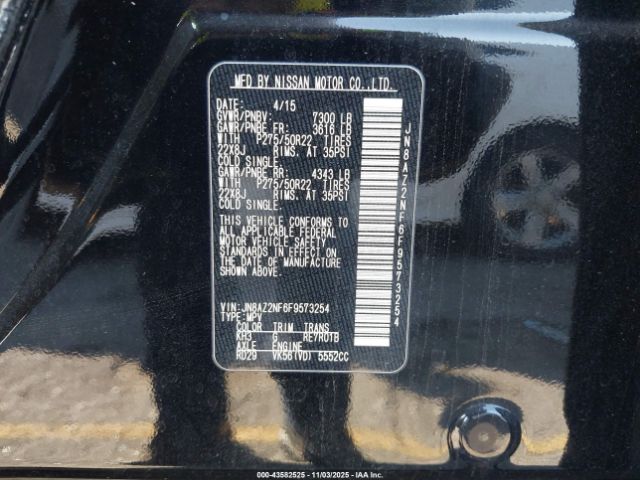 MFD BY NISSAN MOTOR CO.,LTD.
DATE: 4/15
GVWR/PNBV: 7300 LB
GAWR/PNBE FR: 3616 LB
WITH P275/50R22 TIRES
22X8J RIMS. AT 35PSI
COLD SINGLE
GAWR/PNBE RR: 4343 LB
WITH P275/50R22 TIRES
22X8J RIMS. AT 35PSI
COLD SINGLE
THIS VEHICLE CONFORMS TO
ALL APPLICABLE FEDERAL
MOTOR VEHICLE SAFETY
STANDARDS IN EFFECT ON
THE DATE OF MANUFACTURE
SHOWN ABOVE.
VIN: JN8AZ2NF6F9573254
TYPE: MPV
COLOR TRIM TRANS
KH3 G RE7R01B
AXLE ENGINE
RD29 VK56(VD) 5552CC
JN8AZ2NF6F9573254
000-43582525 - 11/03/2025 - IAA Inc.